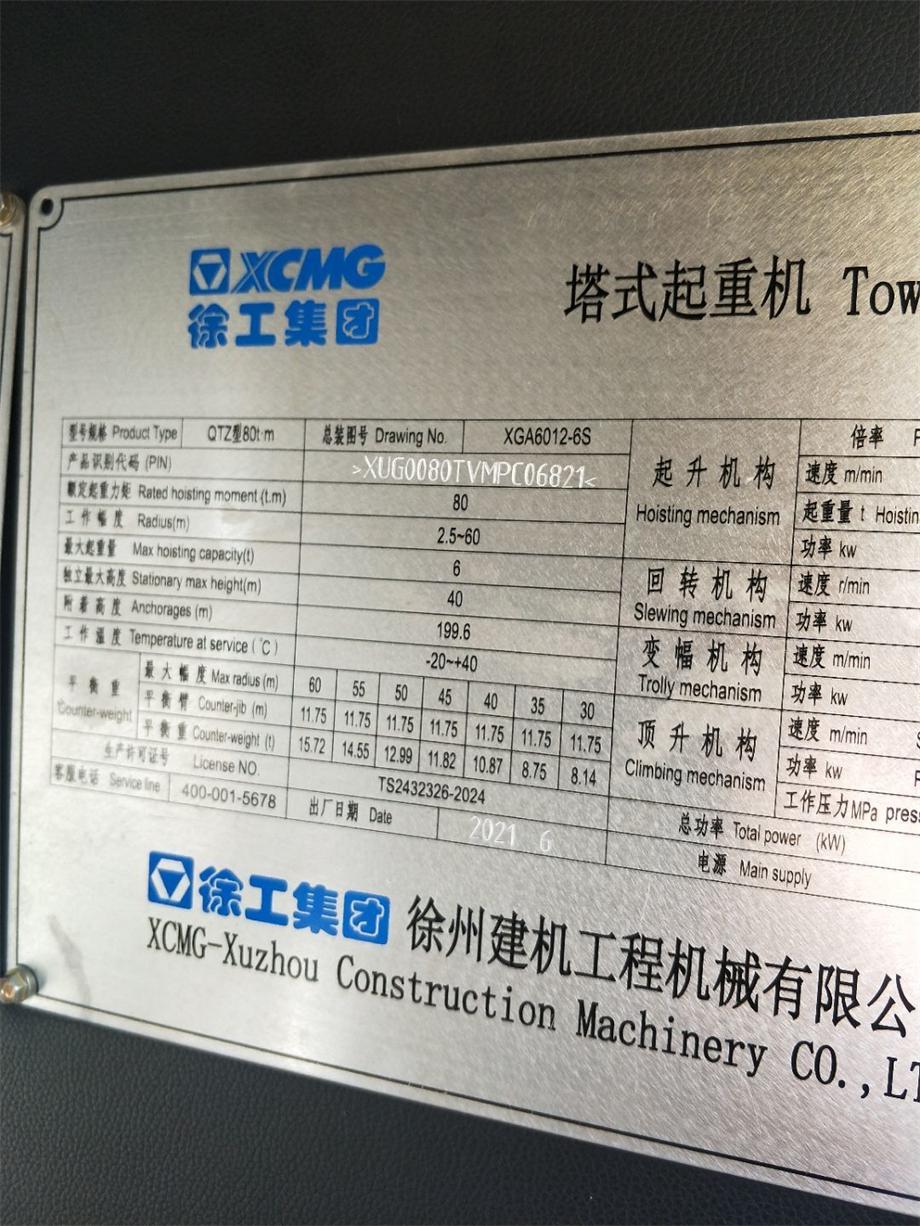 XCMG
徐工集团
塔式起重机 Tow
型号规格 Product Type QTZ型80t·m 总装图号 Drawing No. XGA6012-6S
产品识别代码 (PIN) >XUG0080TVMPC06821<
额定起重力矩 Rated hoisting moment (t.m) 80
工作幅度 Radius(m) 2.5~60
最大起重量 Max hoisting capacity(t) 6
独立最大高度 Stationary max height(m) 40
附着高度 Anchorages (m) 199.6
工作温度 Temperature at service (℃) -20~+40
平衡重 Counter-weight
最大幅度 Max radius (m) 60 55 50 45 40 35 30
平衡臂 Counter-jib (m) 11.75 11.75 11.75 11.75 11.75 11.75 11.75
平衡重 Counter-weight (t) 15.72 14.55 12.99 11.82 10.87 8.75 8.14
生产许可证号 License NO. TS2432326-2024
客服电话 Service line 400-001-5678 出厂日期 Date 2021 6
起升机构 Hoisting mechanism
倍率
速度 m/min
起重量 t Hoistin
功率 kw
回转机构 Slewing mechanism
速度 r/min
功率 kw
变幅机构 Trolly mechanism
速度 m/min
功率 kw
顶升机构 Climbing mechanism
速度 m/min
功率 kw
工作压力MPa press
总功率 Total power (kW)
电源 Main supply
徐工集团 徐州建机工程机械有限公
XCMG-Xuzhou Construction Machinery CO.,LT